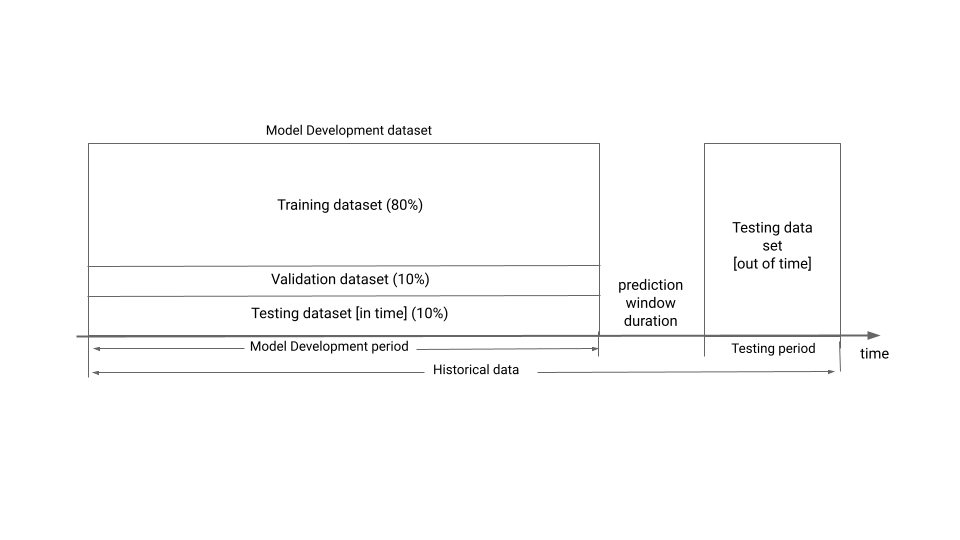 Model Development dataset
Training dataset (80%)
Validation dataset (10%)
Testing dataset [in time] (10%)
prediction
window
duration
Testing data
set
[out of time]
Model Development period
Testing period
time
Historical data